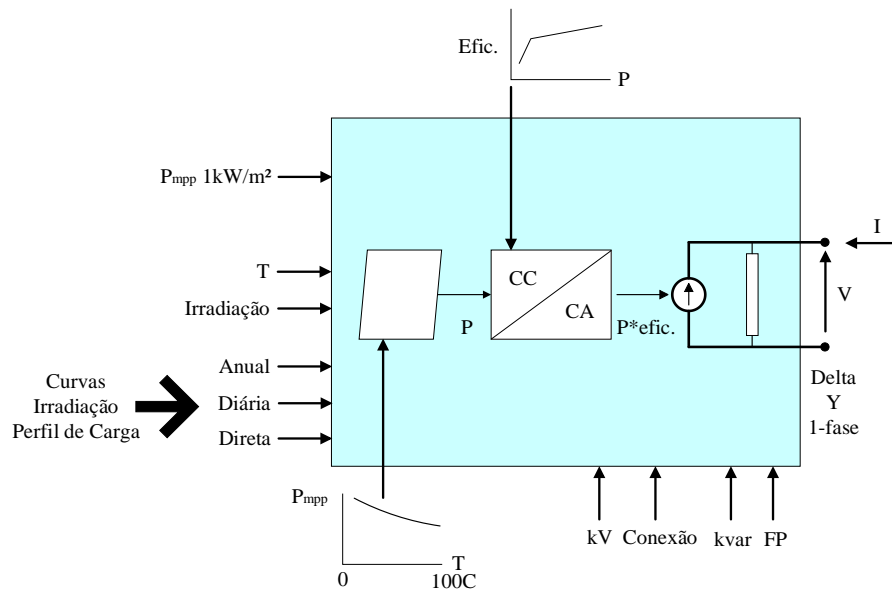 Efic.
P
Pmpp 1kW/m²
T
Irradiação
Anual
Diária
Direta
Curvas
Irradiação
Perfil de Carga
CC
CA
P
P*efic.
I
V
Delta
Y
1-fase
Pmpp
T
0
100C
kV
Conexão
kvar
FP